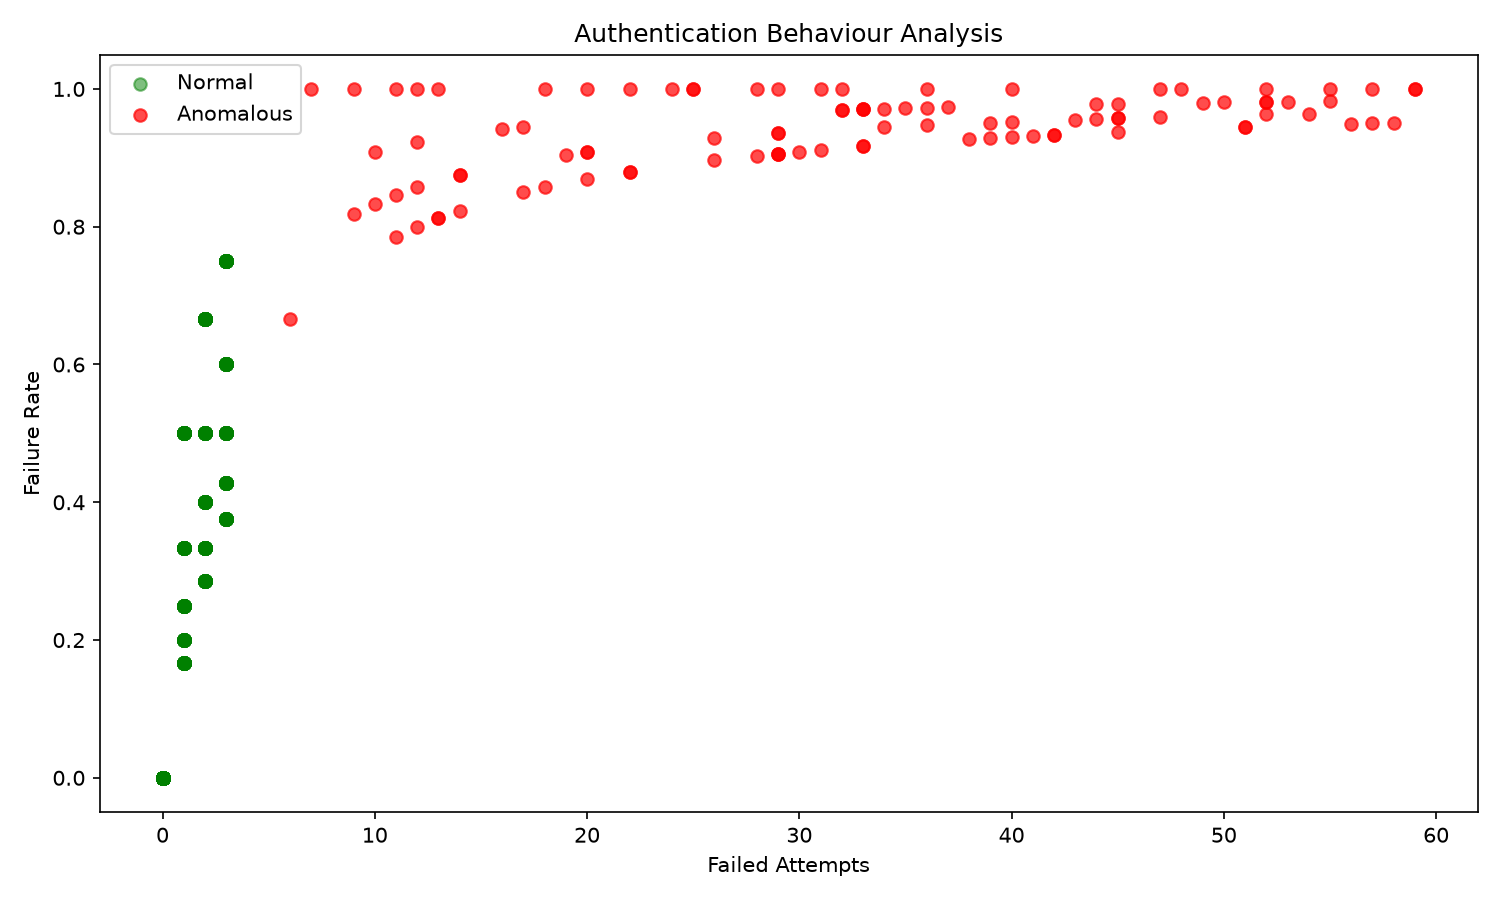 Authentication Behaviour Analysis
Normal
Anomalous
1.0
0.8
0.6
0.4
0.2
0.0
Failure Rate
0 10 20 30 40 50 60
Failed Attempts